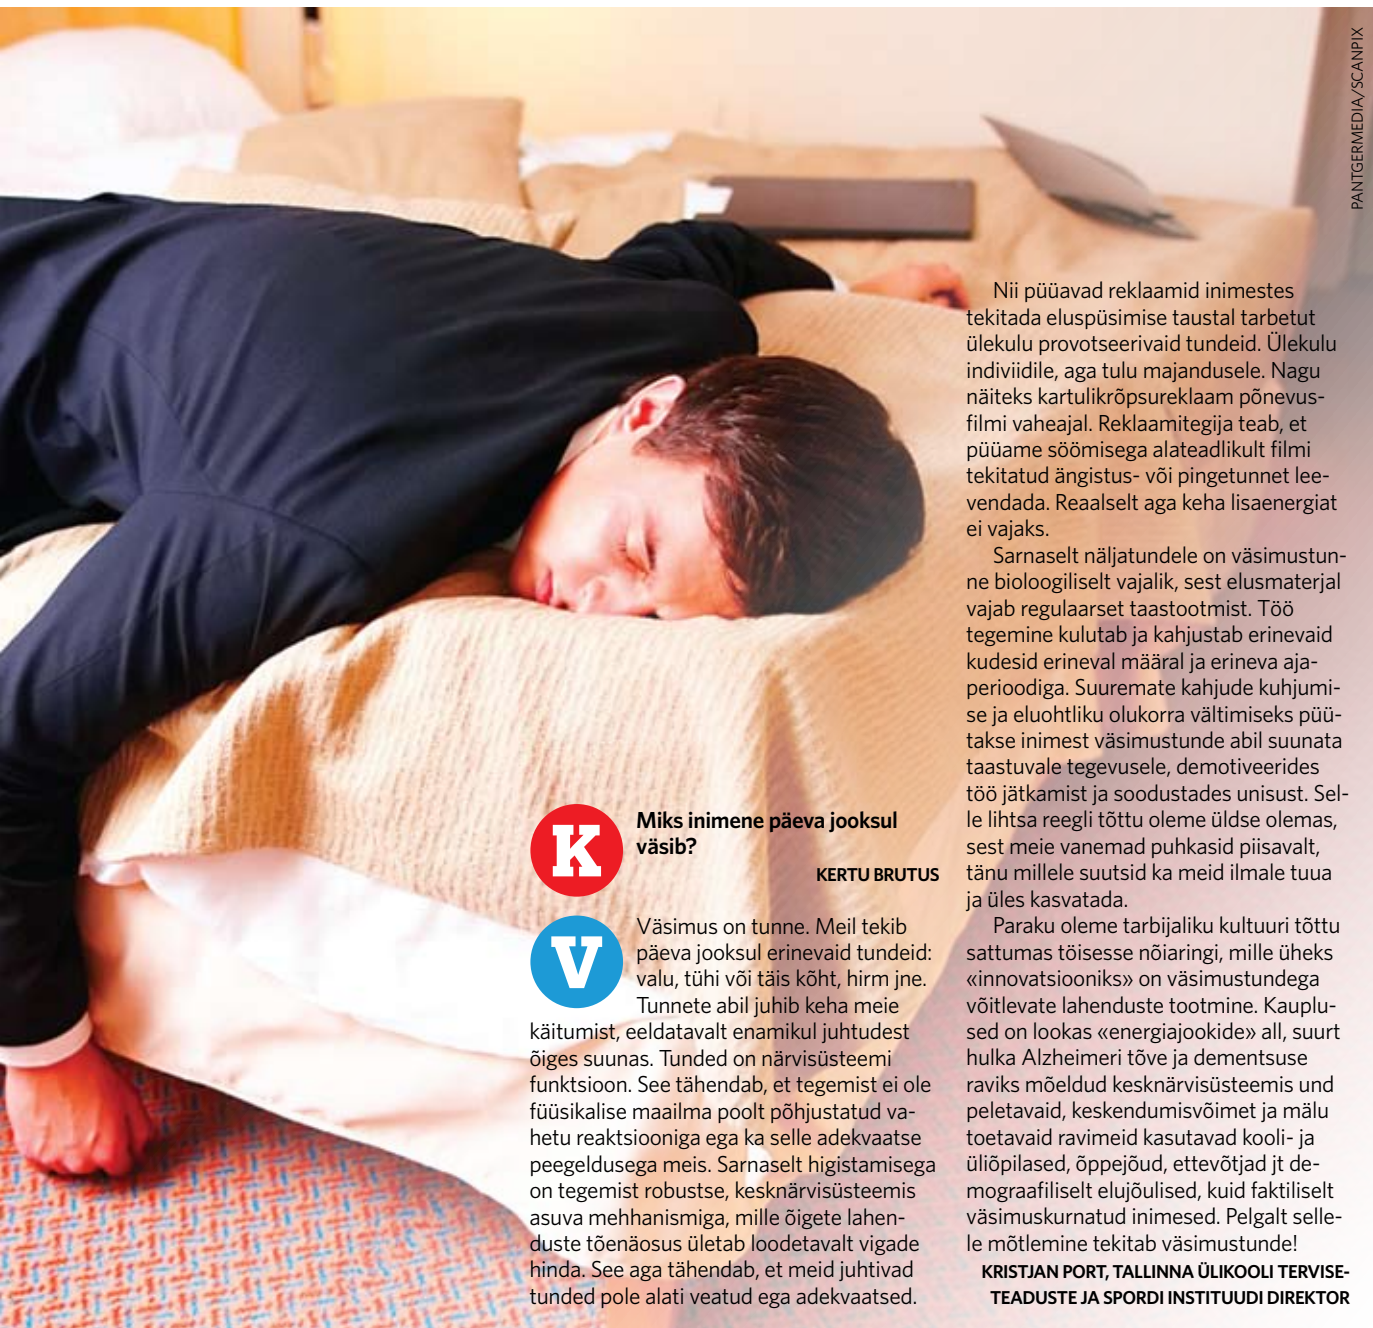 PANTGERMEDIA/SCANPIX
K
Miks inimene päeva jooksul
väsib?
KERTU BRUTUS
V
Väsimus on tunne. Meil tekib
päeva jooksul erinevaid tundeid:
valu, tühi või täis kõht, hirm jne.
Tunnete abil juhib keha meie
käitumist, eeldatavalt enamikul juhtudest
õiges suunas. Tunded on närvisüsteemi
funktsioon. See tähendab, et tegemist ei ole
füüsikalise maailma poolt põhjustatud va-
hetu reaktsiooniga ega ka selle adekvaatse
peegeldusega meis. Sarnaselt higistamisega
on tegemist robustse, kesknärvisüsteemis
asuva mehhanismiga, mille õigete lahen-
duste tõenäosus ületab loodetavalt vigade
hinda. See aga tähendab, et meid juhtivad
tunded pole alati veatud ega adekvaatsed.
Nii püüavad reklaamid inimestes
tekitada eluspüsimise taustal tarbetut
ülekulu provotseerivaid tundeid. Ülekulu
indiviidile, aga tulu majandusele. Nagu
näiteks kartulikrõpsureklaam põnevus-
filmi vaheajal. Reklaamitegija teab, et
püüame söömisega alateadlikult filmi
tekitatud ängistus- või pingetunnet lee-
vendada. Reaalselt aga keha lisaenergiat
ei vajaks.
Sarnaselt näljatundele on väsimustun-
ne bioloogiliselt vajalik, sest elusmaterjal
vajab regulaarset taastootmist. Töö
tegemine kulutab ja kahjustab erinevaid
kudesid erineval määral ja erineva aja-
perioodiga. Suuremate kahjude kuhjumi-
se ja eluohtliku olukorra vältimiseks püü-
takse inimest väsimustunde abil suunata
taastuvale tegevusele, demotiveerides
töö jätkamist ja soodustades unisust. Sel-
le lihtsa reegli tõttu oleme üldse olemas,
sest meie vanemad puhkasid piisavalt,
tänu millele suutsid ka meid ilmale tuua
ja üles kasvatada.
Paraku oleme tarbijaliku kultuuri tõttu
sattumas töisesse nõiaringi, mille üheks
«innovatsiooniks» on väsimustundega
võitlevate lahenduste tootmine. Kauplu-
sed on lookas «energiajookide» all, suurt
hulka Alzheimeri tõve ja dementsuse
raviks mõeldud kesknärvisüsteemis und
peletavaid, keskendumisvõimet ja mälu
toetavaid ravimeid kasutavad kooli- ja
üliõpilased, õppejõud, ettevõtjad jt de-
mograafiliselt elujõulised, kuid faktiliselt
väsimuskurnatud inimesed. Pelgalt selle-
le mõtlemine tekitab väsimustunde!
KRISTJAN PORT, TALLINNA ÜLIKOOLI TERVISE-
TEADUSTE JA SPORDI INSTITUUDI DIREKTOR